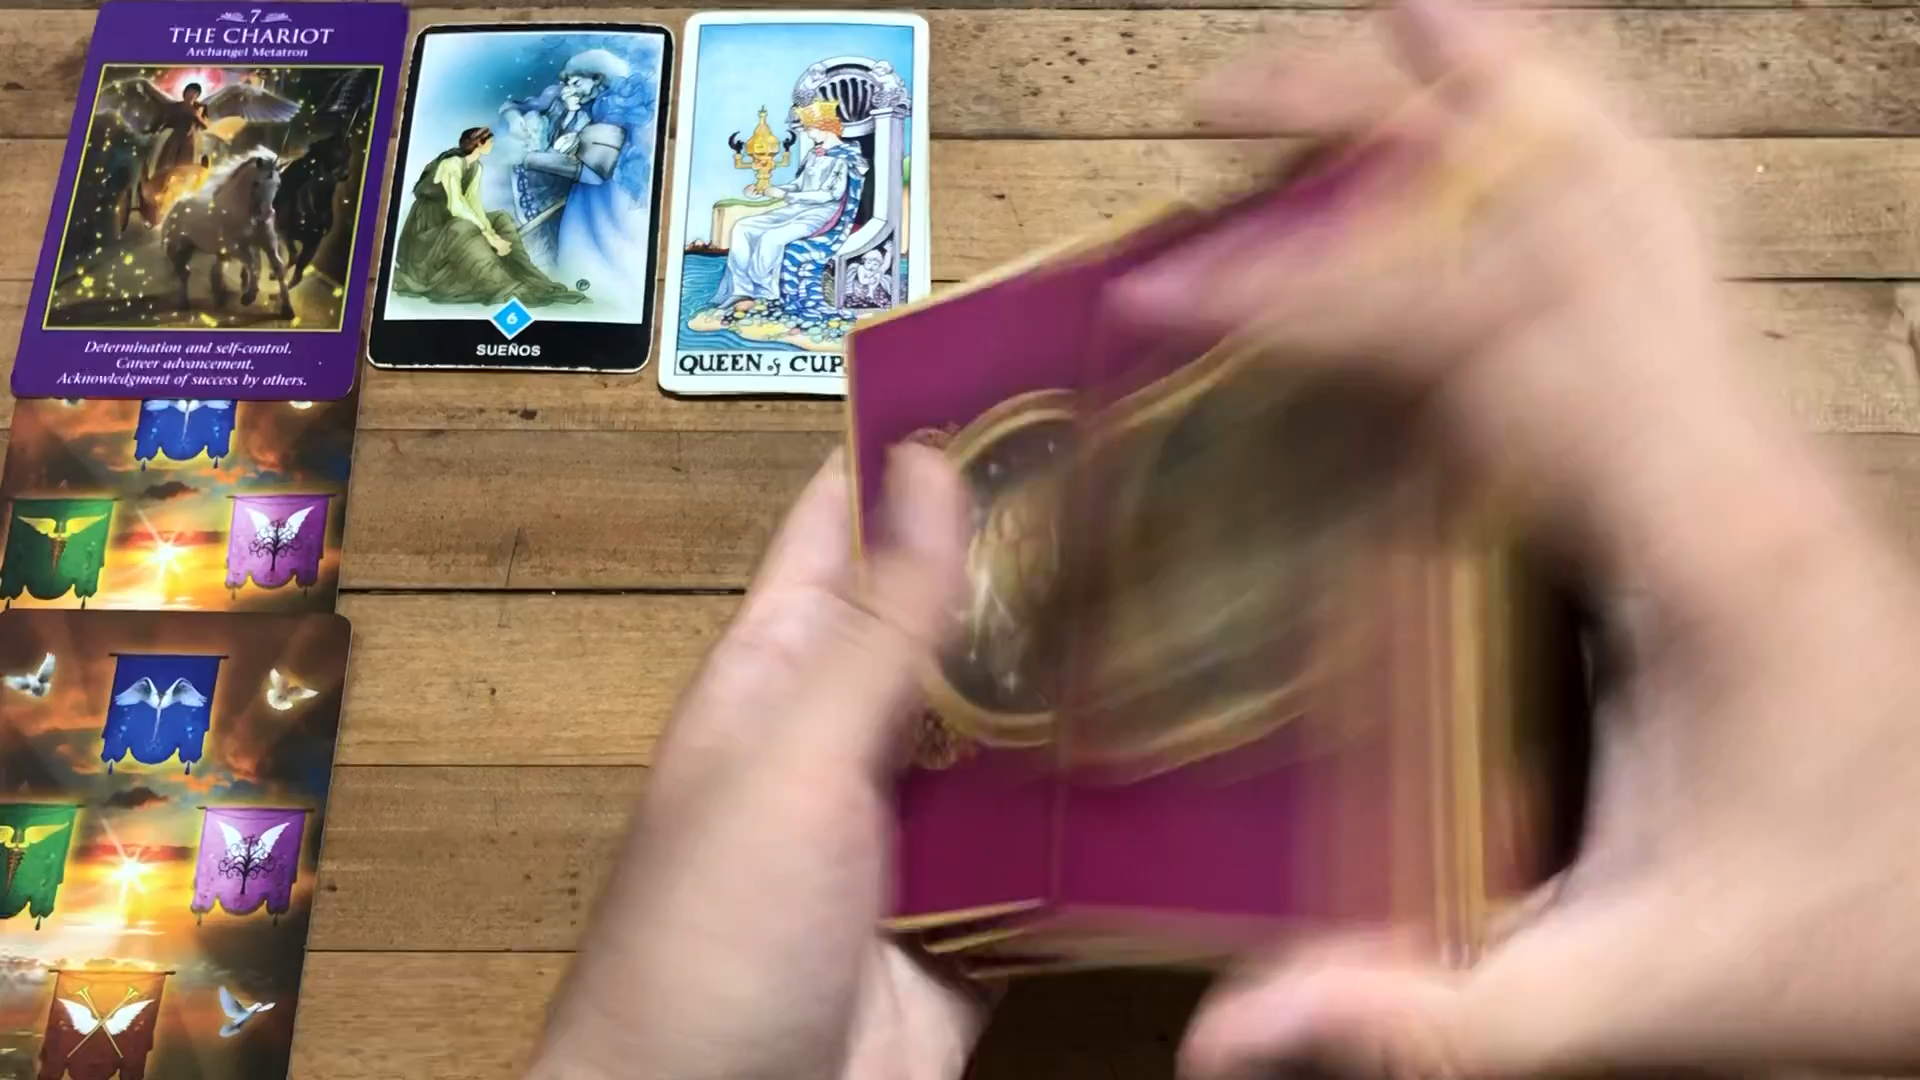 7
THE CHARIOT
Archangel Metatron
Determination and self-control.
Career advancement.
Acknowledgment of success by others.
6
SUEÑOS
QUEEN of CUP